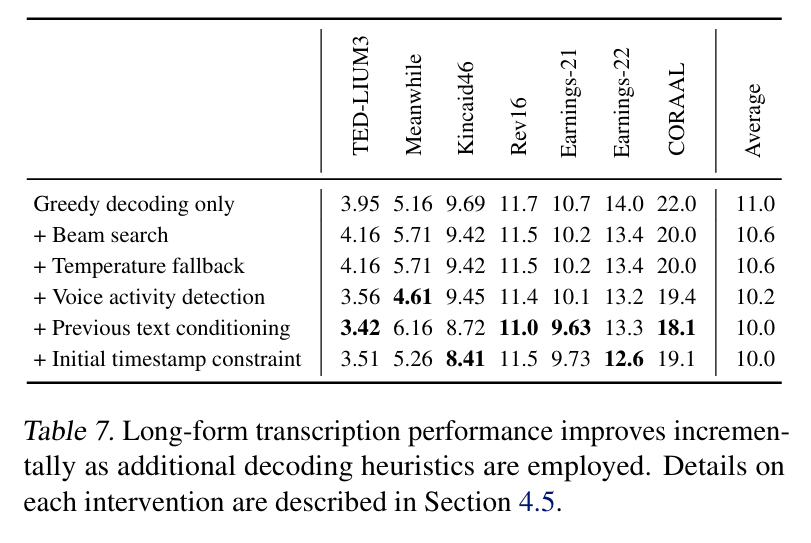 TED-LIUM3 Meanwhile Kincaid46 Rev16 Earnings-21 Earnings-22 CORAAL Average
Greedy decoding only 3.95 5.16 9.69 11.7 10.7 14.0 22.0 11.0
+ Beam search 4.16 5.71 9.42 11.5 10.2 13.4 20.0 10.6
+ Temperature fallback 4.16 5.71 9.42 11.5 10.2 13.4 20.0 10.6
+ Voice activity detection 3.56 4.61 9.45 11.4 10.1 13.2 19.4 10.2
+ Previous text conditioning 3.42 6.16 8.72 11.0 9.63 13.3 18.1 10.0
+ Initial timestamp constraint 3.51 5.26 8.41 11.5 9.73 12.6 19.1 10.0
Table 7. Long-form transcription performance improves incremen-
tally as additional decoding heuristics are employed. Details on
each intervention are described in Section 4.5.